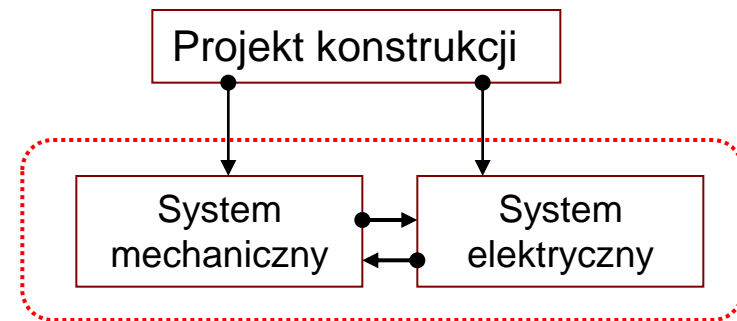 Projekt konstrukcji
System
mechaniczny
System
elektryczny